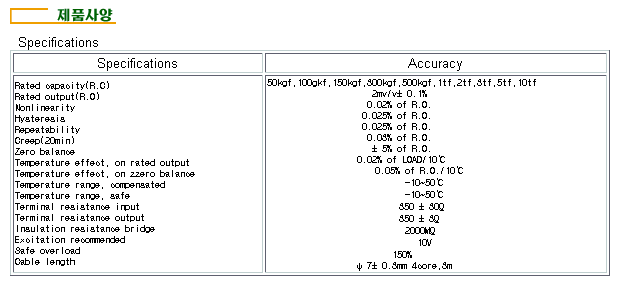 제품사양
Specifications
Specifications Accuracy
Rated capacity(R.C) 50kgf,100gkf,150kgf,300kgf,500kgf,1tf,2tf,3tf,5tf,10tf
Rated output(R.O) 2mv/v± 0.1%
Nonlinearity 0.02% of R.O.
Hysteresis 0.025% of R.O.
Repeatability 0.025% of R.O.
Creep(20min) 0.03% of R.O.
Zero balance ± 5% of R.O.
Temperature effect, on rated output 0.02% of LOAD/10℃
Temperature effect, on zzero balance 0.05% of R.O./10℃
Temperature range, compensated -10~50℃
Temperature range, safe -10~50℃
Terminal resistance input 350 ± 30Ω
Terminal resistance output 350 ± 3Ω
Insulation resistance bridge 2000MΩ
Excitation recommended 10V
Safe overload 150%
Cable length ψ 7± 0.3mm 4core,3m